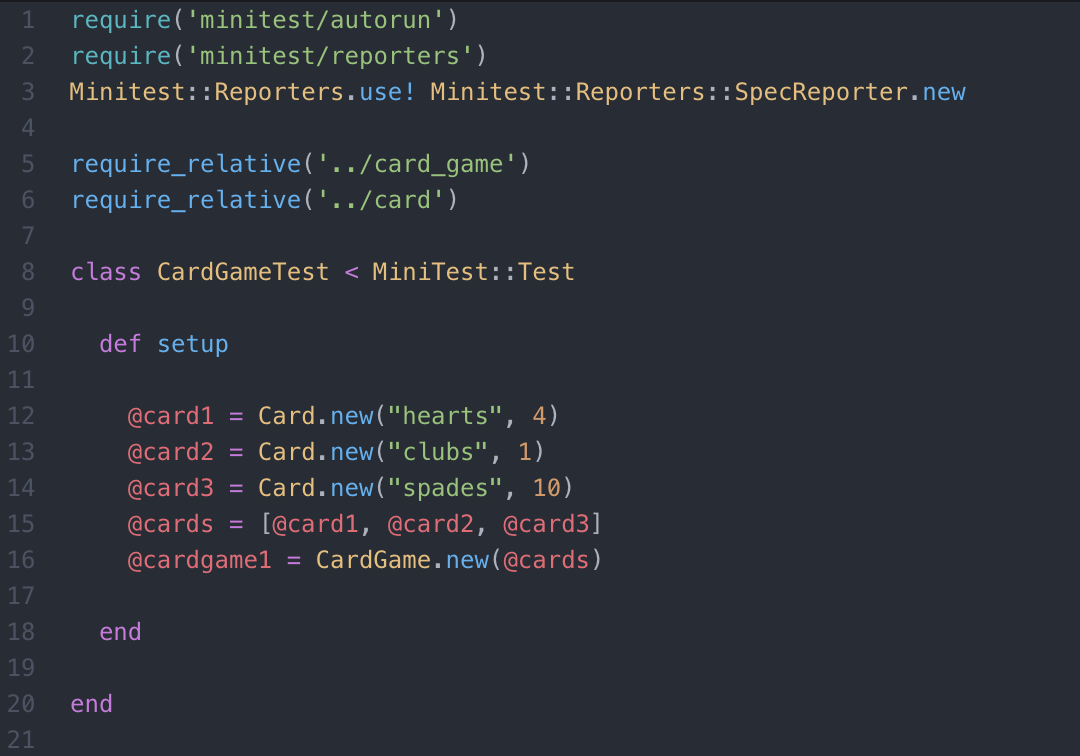 1 require('minitest/autorun')
2 require('minitest/reporters')
3 Minitest::Reporters.use! Minitest::Reporters::SpecReporter.new
4
5 require_relative('../card_game')
6 require_relative('../card')
7
8 class CardGameTest < MiniTest::Test
9
10   def setup
11
12     @card1 = Card.new("hearts", 4)
13     @card2 = Card.new("clubs", 1)
14     @card3 = Card.new("spades", 10)
15     @cards = [@card1, @card2, @card3]
16     @cardgame1 = CardGame.new(@cards)
17
18   end
19
20 end
21